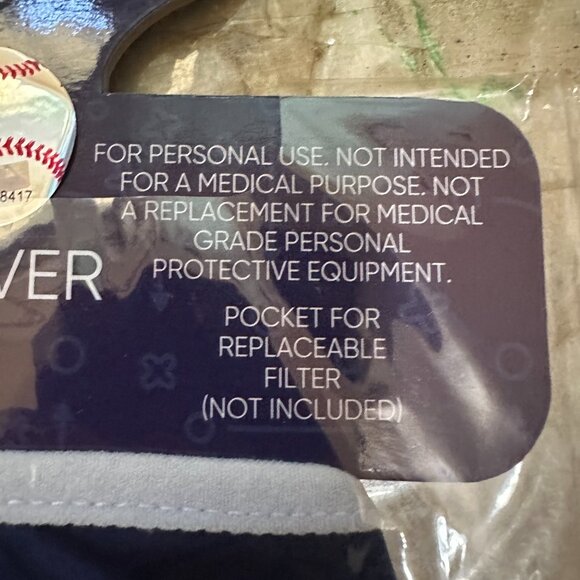 8417
FOR PERSONAL USE. NOT INTENDED
FOR A MEDICAL PURPOSE. NOT
A REPLACEMENT FOR MEDICAL
GRADE PERSONAL
PROTECTIVE EQUIPMENT.
VER
POCKET FOR
REPLACEABLE
FILTER
(NOT INCLUDED)